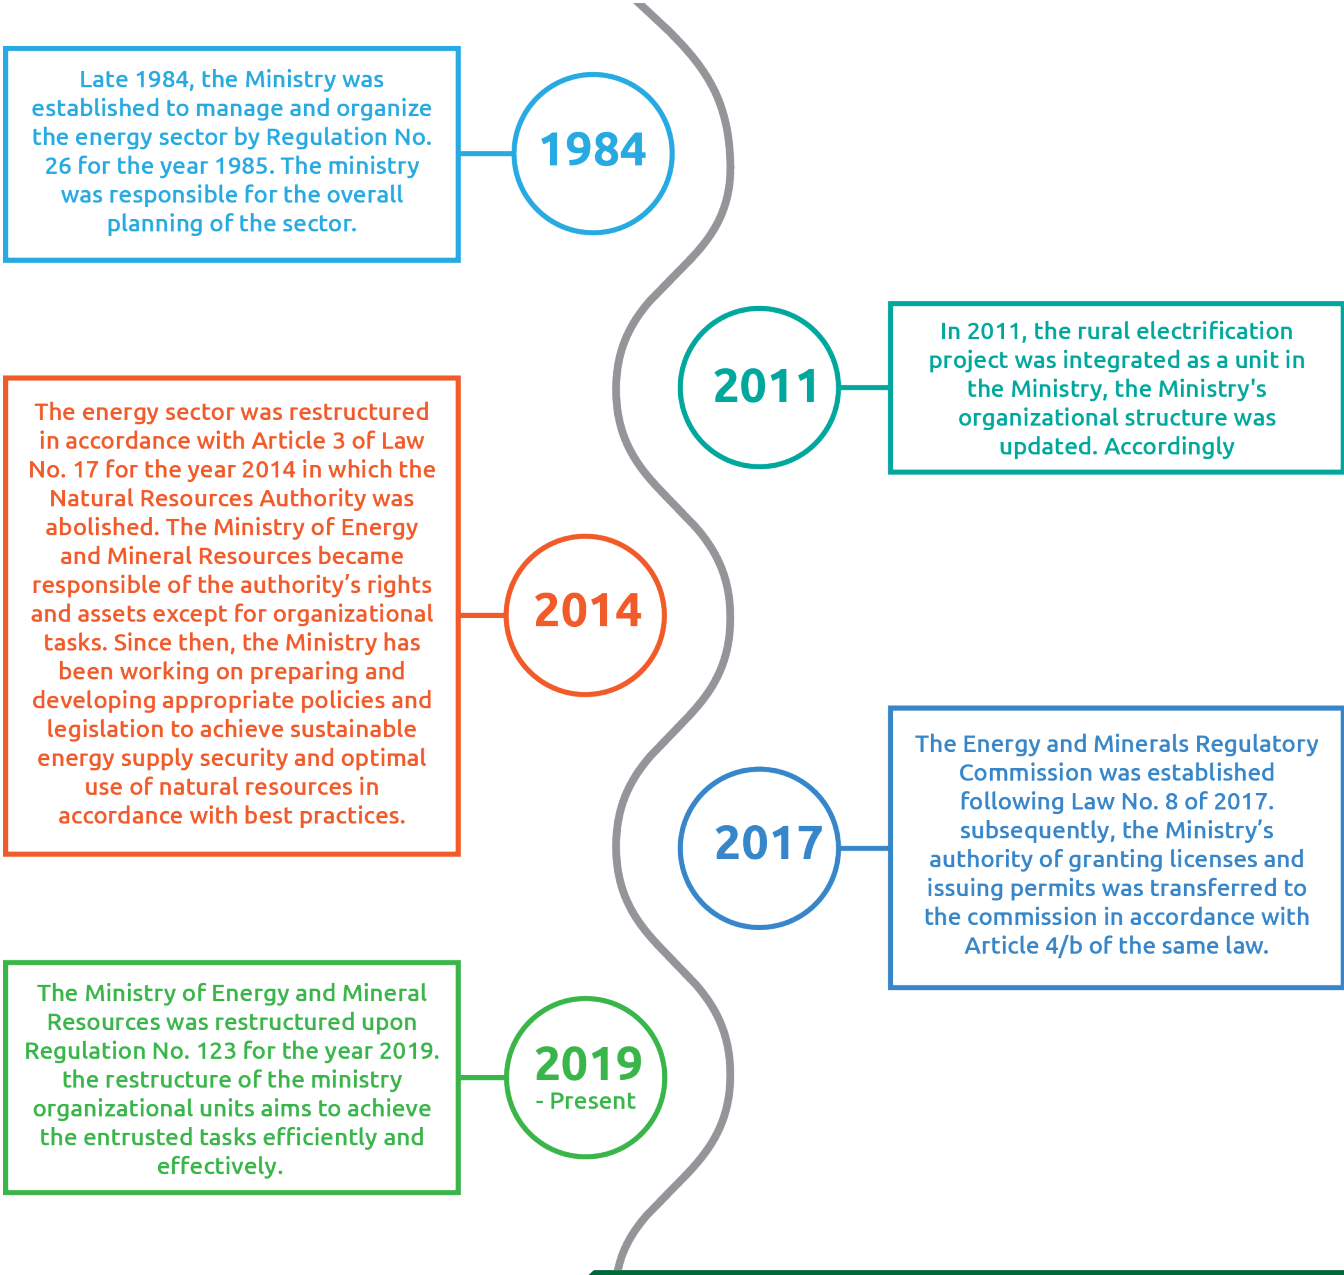 Late 1984, the Ministry was
established to manage and organize
the energy sector by Regulation No.
26 for the year 1985. The ministry
was responsible for the overall
planning of the sector.
1984
In 2011, the rural electrification
project was integrated as a unit in
the Ministry, the Ministry's
organizational structure was
updated. Accordingly
2011
The energy sector was restructured
in accordance with Article 3 of Law
No. 17 for the year 2014 in which the
Natural Resources Authority was
abolished. The Ministry of Energy
and Mineral Resources became
responsible of the authority’s rights
and assets except for organizational
tasks. Since then, the Ministry has
been working on preparing and
developing appropriate policies and
legislation to achieve sustainable
energy supply security and optimal
use of natural resources in
accordance with best practices.
2014
The Energy and Minerals Regulatory
Commission was established
following Law No. 8 of 2017.
subsequently, the Ministry’s
authority of granting licenses and
issuing permits was transferred to
the commission in accordance with
Article 4/b of the same law.
2017
The Ministry of Energy and Mineral
Resources was restructured upon
Regulation No. 123 for the year 2019.
the restructure of the ministry
organizational units aims to achieve
the entrusted tasks efficiently and
effectively.
2019
- Present